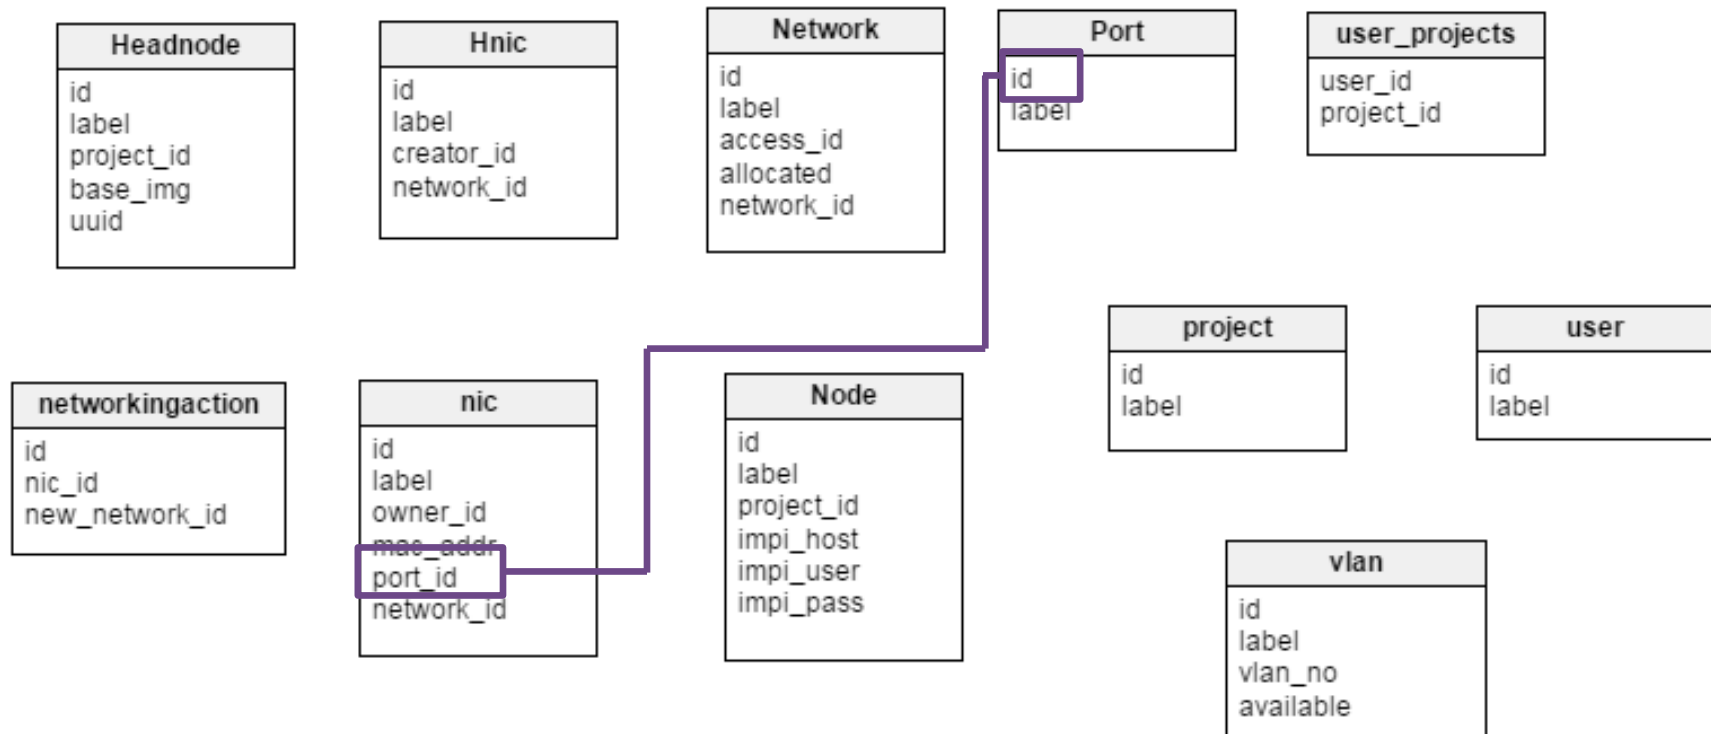 Headnode
id
label
project_id
base_img
uuid
Hnic
id
label
creator_id
network_id
Network
id
label
access_id
allocated
network_id
Port
id
label
user_projects
user_id
project_id
networkingaction
id
nic_id
new_network_id
nic
id
label
owner_id
mac_addr
port_id
network_id
Node
id
label
project_id
impi_host
impi_user
impi_pass
project
id
label
user
id
label
vlan
id
label
vlan_no
available